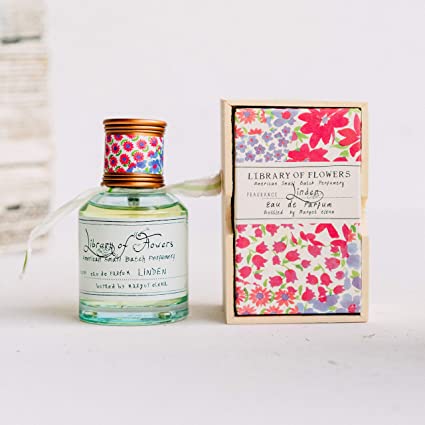 Library of Flowers
American Small Batch Perfumery
eau de Parfum LINDEN
bottled by margot elena
LIBRARY OF FLOWERS
American Small Batch Perfumery
FRAGRANCE Linden
Eau de Parfum
Bottled by Margot Elena